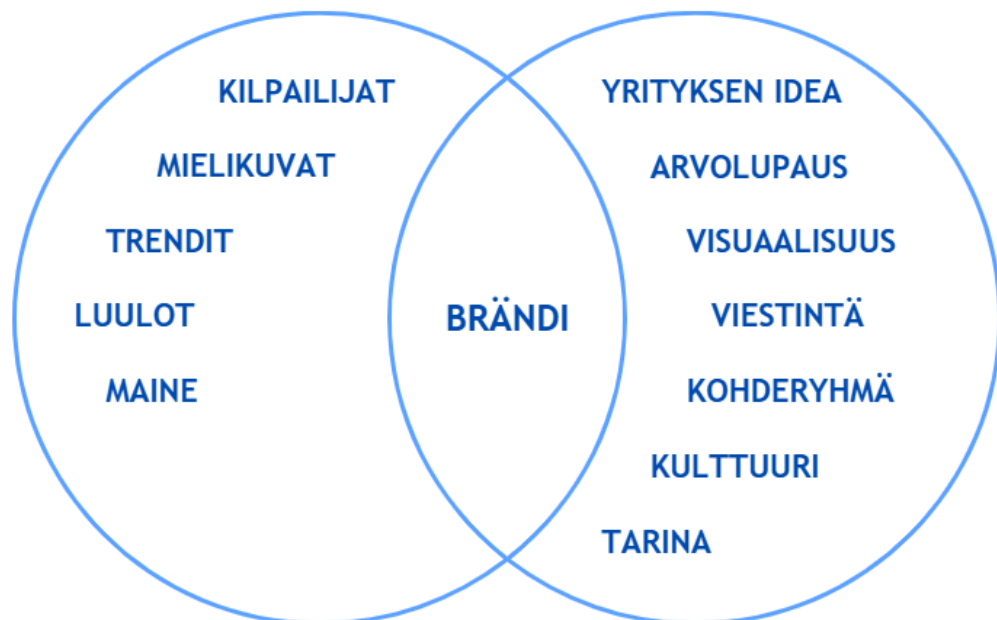 KILPAILIJAT
MIELIKUVAT
TRENDIT
LUULOT
MAINE
BRÄNDI
YRITYKSEN IDEA
ARVOLUPAUS
VISUAALISUUS
VIESTINTÄ
KOHDERYHMÄ
KULTTUURI
TARINA